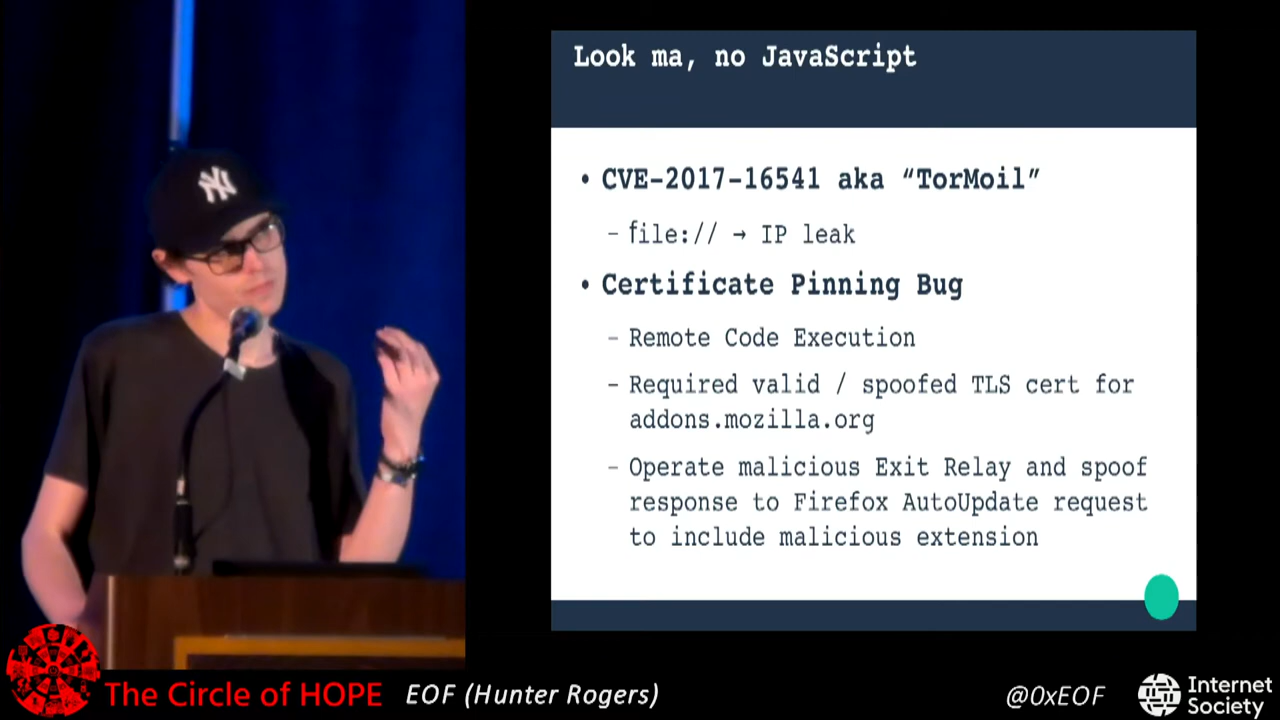 Look ma, no JavaScript
• CVE-2017-16541 aka “TorMoil”
– file:// → IP leak
• Certificate Pinning Bug
– Remote Code Execution
– Required valid / spoofed TLS cert for
addons.mozilla.org
– Operate malicious Exit Relay and spoof
response to Firefox AutoUpdate request
to include malicious extension
NY
The Circle of HOPE
EOF (Hunter Rogers)
@0xEOF
Internet
Society